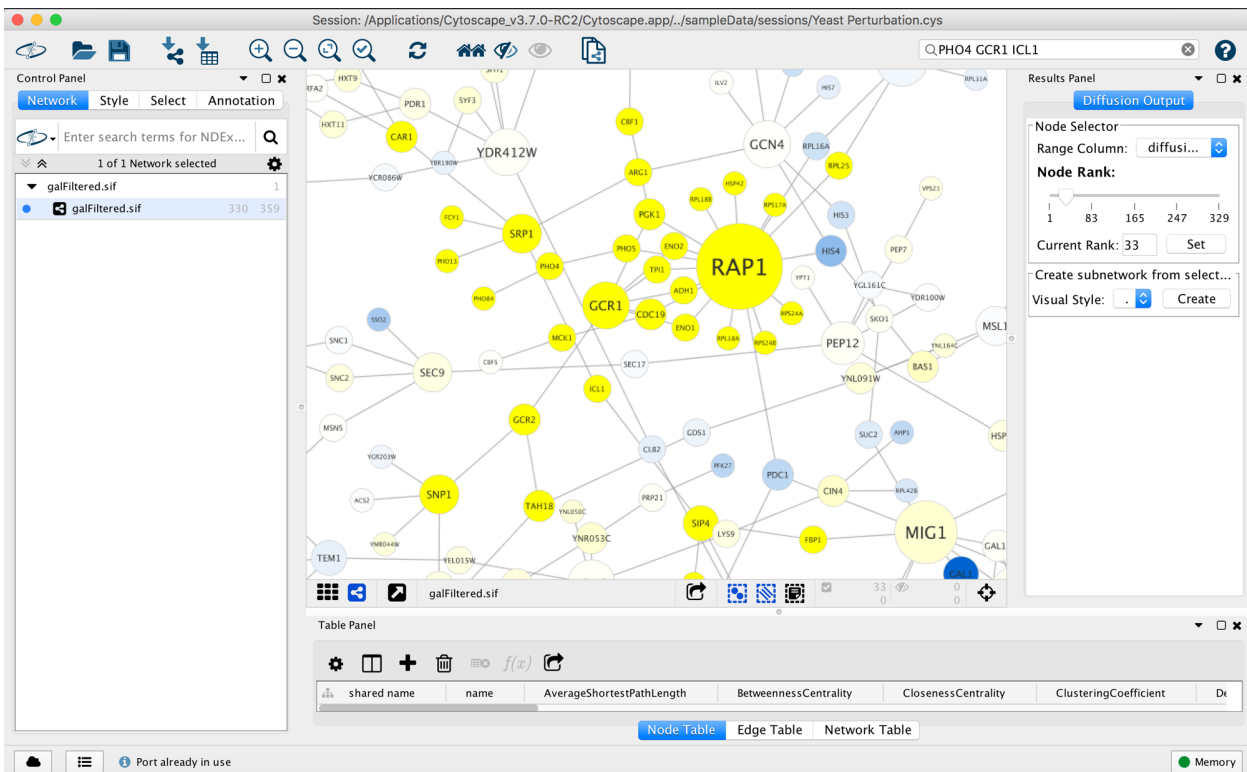 Session: /Applications/Cytoscape_v3.7.0-RC2/Cytoscape.app/../sampleData/sessions/Yeast Perturbation.cys
PHO4 GCR1 ICL1
Control Panel
Network Style Select Annotation
Enter search terms for NDEx...
1 of 1 Network selected
galFiltered.sif 1
galFiltered.sif 330 359
HXT9
RFA2
PDR1
SYF3
HXT11
CAR1
YDR412W
YBR190W
YCR086W
CBF1
ILV2
HIS7
RPL31A
GCN4
RPL16A
RPL25
ARG1
HSP42
VPS21
RPL18B
RPS17A
FCY1
PGK1
HIS3
SRP1
PHO5
ENO2
RAP1
HIS4
PEP7
PHO13
PHO4
TPI1
YPT1
YGL161C
PHO84
GCR1
ADH1
YDR100W
CDC19
RPS24A
SKO1
SSO2
ENO1
MSL1
MCK1
RPL18A
RPS24B
PEP12
SNC1
YNL164C
CBF5
SEC17
BAS1
SEC9
SNC2
YNL091W
ICL1
GCR2
MSN5
GDS1
SUC2
AHP1
HSP
CLB2
YGR203W
PFK27
PDC1
SNP1
PRP21
CIN4
RPL42B
ACS2
TAH18
YNL050C
SIP4
LYS9
MIG1
YNR053C
FBP1
YMR044W
GAL1
TEM1
YEL015W
galFiltered.sif
33 0
0 0
Results Panel
Diffusion Output
Node Selector
Range Column: diffusi...
Node Rank:
1 83 165 247 329
Current Rank: 33 Set
Create subnetwork from select...
Visual Style: . Create
Table Panel
f(x)
shared name name AverageShortestPathLength BetweennessCentrality ClosenessCentrality ClusteringCoefficient De
Node Table Edge Table Network Table
Port already in use
Memory